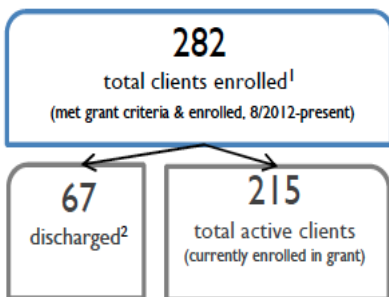 282
total clients enrolled¹
(met grant criteria & enrolled, 8/2012-present)
67
discharged²
215
total active clients
(currently enrolled in grant)